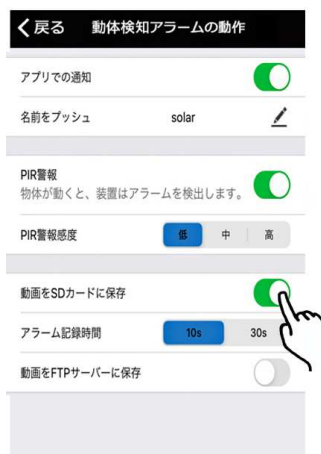 戻る 動体検知アラームの動作
アプリでの通知
名前をプッシュ solar
PIR警報
物体が動くと、装置はアラームを検出します。
PIR警報感度 低 中 高
動画をSDカードに保存
アラーム記録時間 10s 30s
動画をFTPサーバーに保存